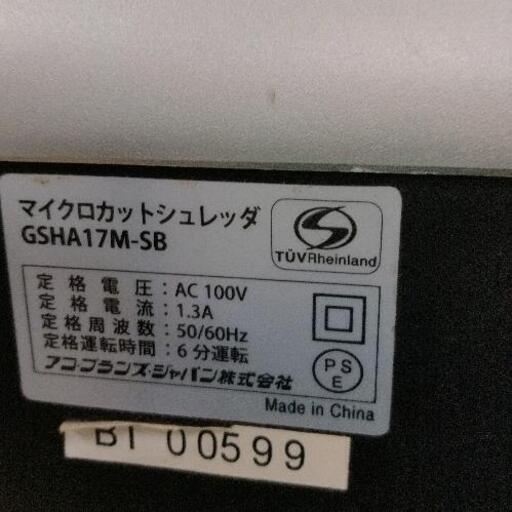 マイクロカットシュレッダ
GSHA17M-SB
TÜVRheinland
定格電圧：AC 100V
定格電流：1.3A
定格周波数：50/60Hz
定格運転時間：6分運転
PSE
アコ・ブランズ・ジャパン株式会社
Made in China
00599